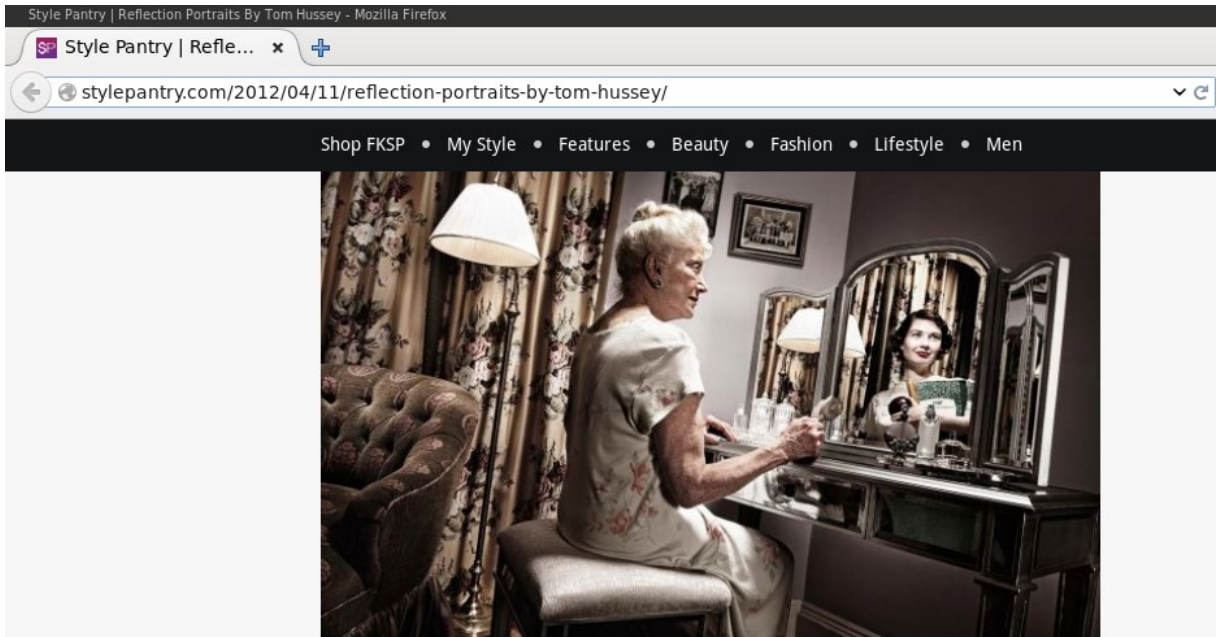 Style Pantry | Reflection Portraits By Tom Hussey - Mozilla Firefox
SP Style Pantry | Refle...
stylepantry.com/2012/04/11/reflection-portraits-by-tom-hussey/
Shop FKSP • My Style • Features • Beauty • Fashion • Lifestyle • Men